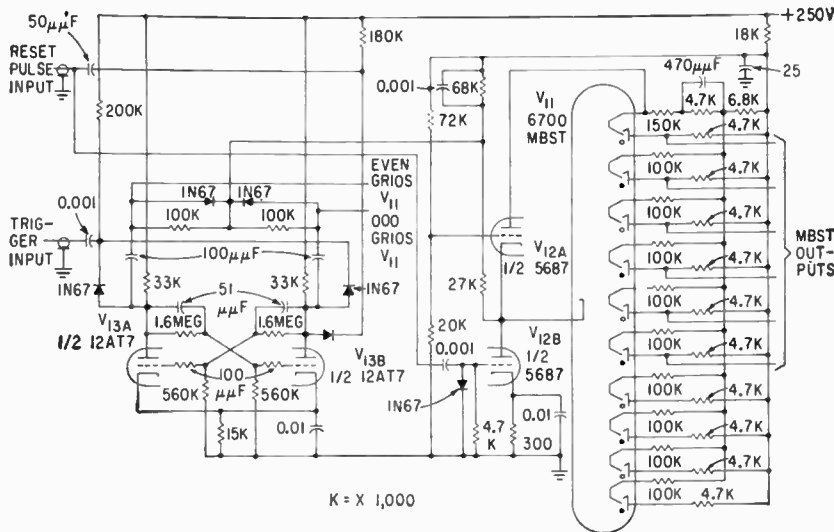 50μμF
RESET
PULSE
INPUT
200K
180K
+250V
18K
25
470μμF
0.001
68K
72K
V11
6700
MBST
4.7K
6.8K
150K
4.7K
100K
4.7K
100K
4.7K
100K
4.7K
100K
4.7K
100K
4.7K
100K
4.7K
100K
4.7K
100K
4.7K
100K
4.7K
MBST
OUT-
PUTS
EVEN
GRIOS
V11
000
GRIOS
V11
1N67
1N67
100K
100K
0.001
TRIG-
GER
INPUT
100μμF
33K
33K
1N67
51
μμF
1N67
1.6MEG
1.6MEG
V13A
1/2 12AT7
V13B
1/2 12AT7
100
μμF
560K
560K
15K
0.01
V12A
1/2 5687
27K
20K
0.001
V12B
1/2
5687
1N67
4.7
K
300
0.01
K = X 1,000